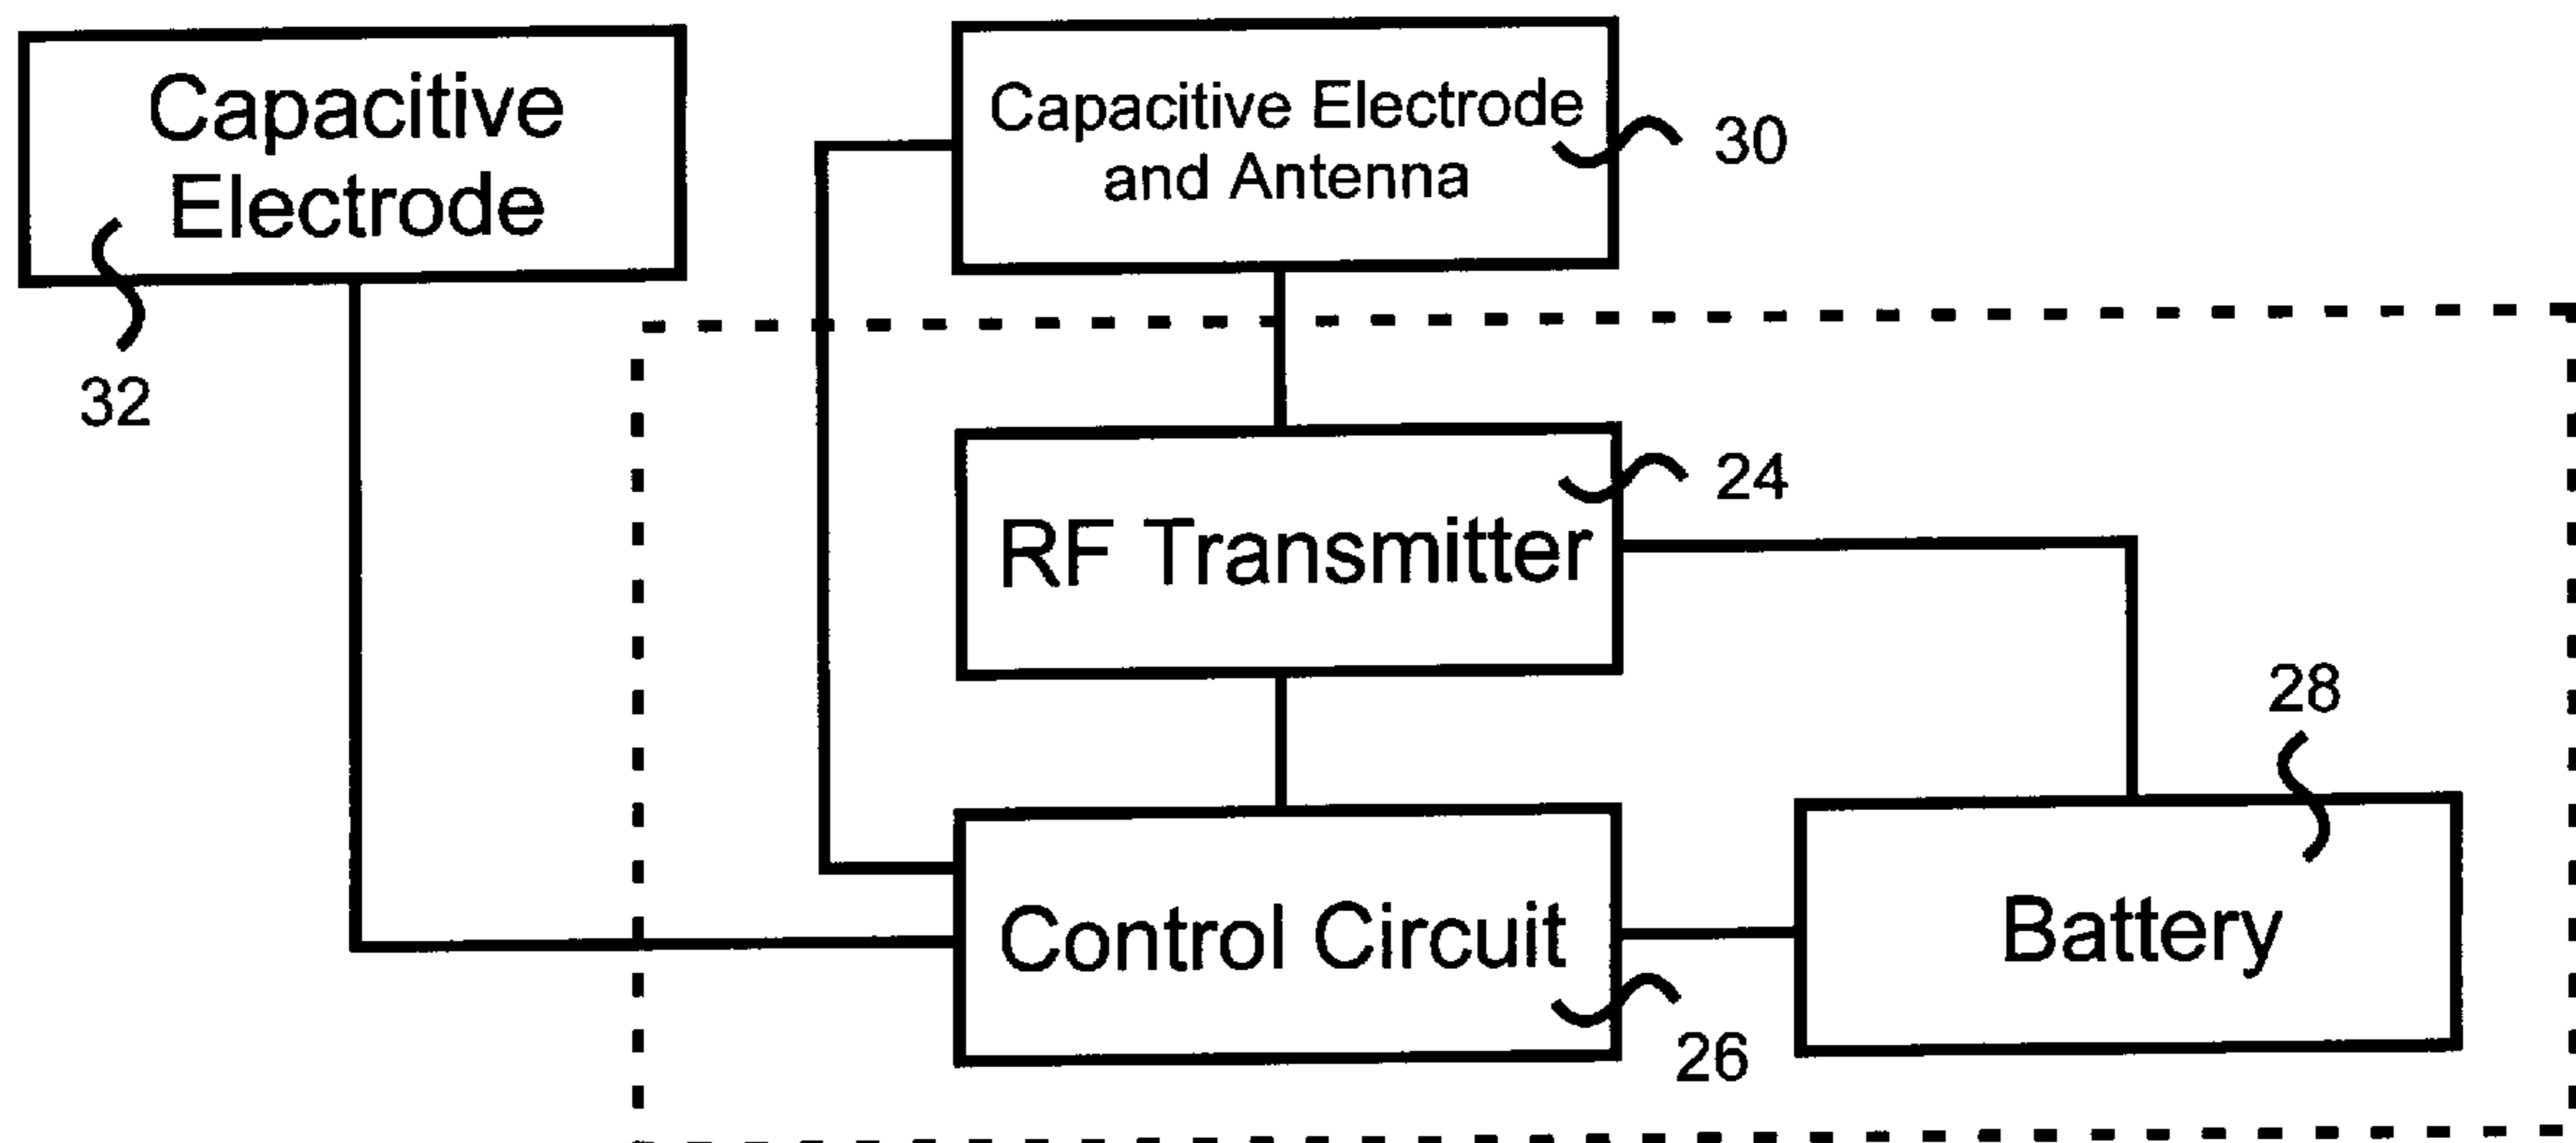 Capacitive
Electrode
32
Capacitive Electrode
and Antenna
30
RF Transmitter
24
Control Circuit
26
28
Battery